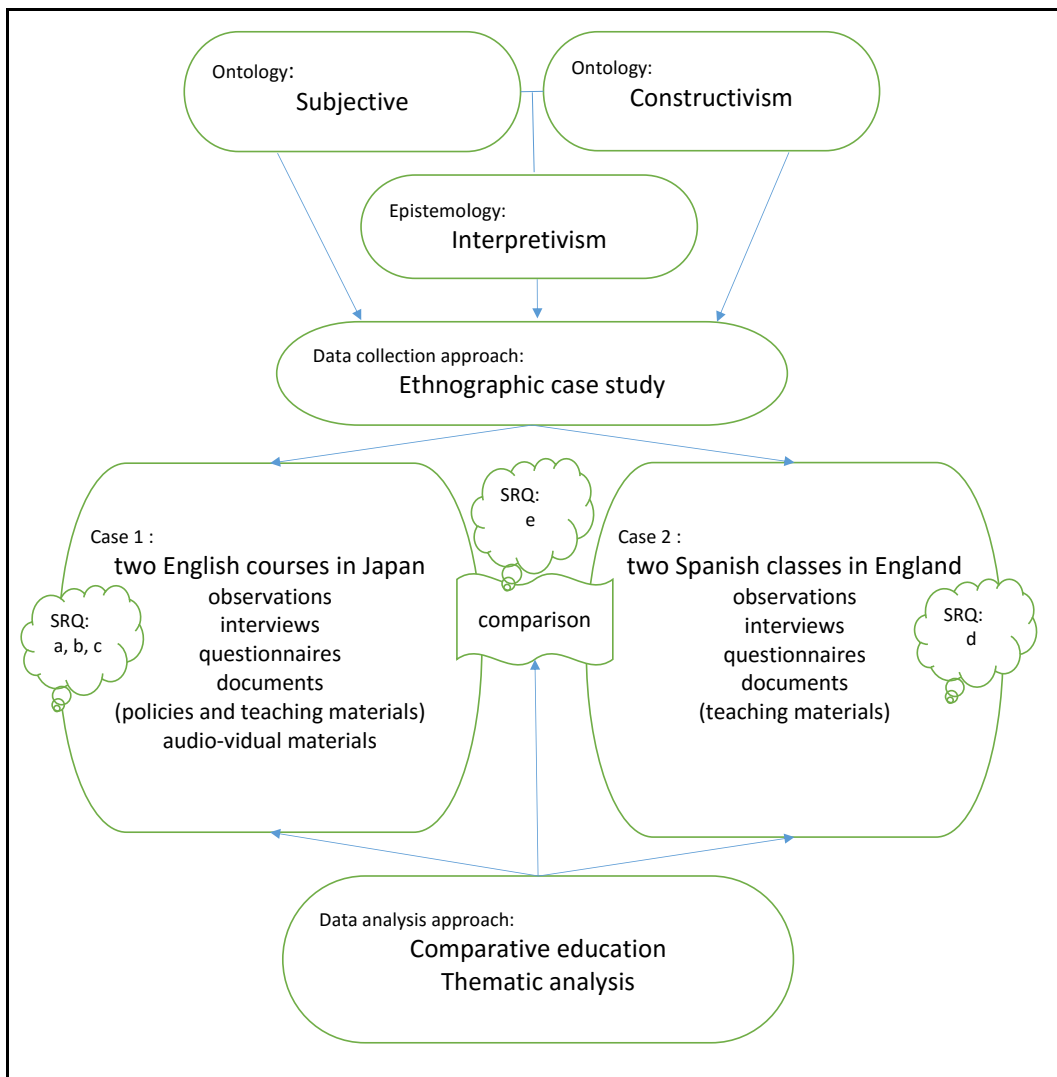 Ontology:
Subjective
Ontology:
Constructivism
Epistemology:
Interpretivism
Data collection approach:
Ethnographic case study
SRQ:
e
Case 1 :
two English courses in Japan
observations
interviews
questionnaires
documents
(policies and teaching materials)
audio-vidual materials
SRQ:
a, b, c
comparison
Case 2 :
two Spanish classes in England
observations
interviews
questionnaires
documents
(teaching materials)
SRQ:
d
Data analysis approach:
Comparative education
Thematic analysis